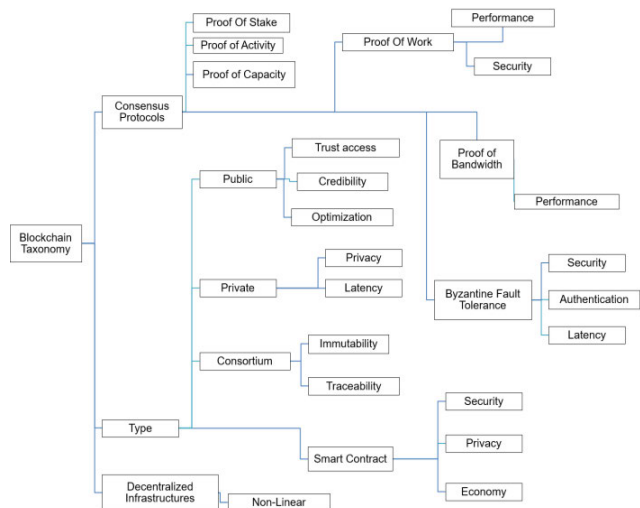 Proof Of Stake
Proof of Activity
Proof of Capacity
Performance
Proof Of Work
Security
Consensus
Protocols
Proof of
Bandwidth
Performance
Trust access
Public
Credibility
Optimization
Blockchain
Taxonomy
Privacy
Private
Latency
Security
Byzantine Fault
Tolerance
Authentication
Latency
Immutability
Consortium
Traceability
Type
Security
Smart Contract
Privacy
Economy
Decentralized
Infrastructures
Non-Linear